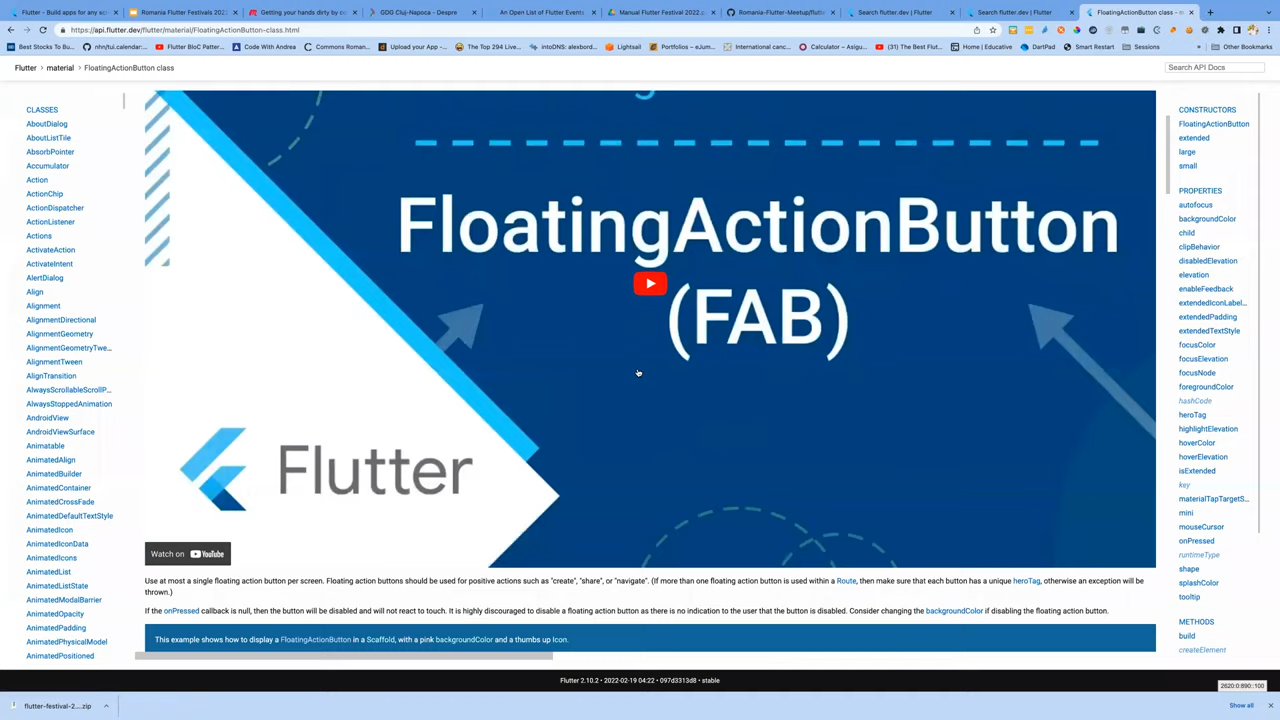 Flutter - Build apps for any scr
Romania Flutter Festivals 2022
Getting your hands dirty by co
GDG Cluj-Napoca - Despre
An Open List of Flutter Events
Manual Flutter Festival 2022.p
Romania-Flutter-Meetup/flutte
Search flutter.dev | Flutter
Search flutter.dev | Flutter
FloatingActionButton class - m
https://api.flutter.dev/flutter/material/FloatingActionButton-class.html
Best Stocks To Bu...
nhn/tui.calendar:...
Flutter BloC Patter...
Code With Andrea
Commons Roman...
Upload your App -...
The Top 294 Live...
intoDNS: alexbord...
Lightsail
Portfolios – eJum...
International canc...
Calculator – Asigu...
(31) The Best Flut...
Home | Educative
DartPad
Smart Restart
Sessions
»
Other Bookmarks
Flutter > material > FloatingActionButton class
Search API Docs
CLASSES
AboutDialog
AboutListTile
AbsorbPointer
Accumulator
Action
ActionChip
ActionDispatcher
ActionListener
Actions
ActivateAction
ActivateIntent
AlertDialog
Align
Alignment
AlignmentDirectional
AlignmentGeometry
AlignmentGeometryTwe...
AlignmentTween
AlignTransition
AlwaysScrollableScrollP...
AlwaysStoppedAnimation
AndroidView
AndroidViewSurface
Animatable
AnimatedAlign
AnimatedBuilder
AnimatedContainer
AnimatedCrossFade
AnimatedDefaultTextStyle
AnimatedIcon
AnimatedIconData
AnimatedIcons
AnimatedList
AnimatedListState
AnimatedModalBarrier
AnimatedOpacity
AnimatedPadding
AnimatedPhysicalModel
AnimatedPositioned
FloatingActionButton
(FAB)
Flutter
Watch on YouTube
Use at most a single floating action button per screen. Floating action buttons should be used for positive actions such as "create", "share", or "navigate". (If more than one floating action button is used within a Route, then make sure that each button has a unique heroTag, otherwise an exception will be
thrown.)
If the onPressed callback is null, then the button will be disabled and will not react to touch. It is highly discouraged to disable a floating action button as there is no indication to the user that the button is disabled. Consider changing the backgroundColor if disabling the floating action button.
This example shows how to display a FloatingActionButton in a Scaffold, with a pink backgroundColor and a thumbs up Icon.
CONSTRUCTORS
FloatingActionButton
extended
large
small
PROPERTIES
autofocus
backgroundColor
child
clipBehavior
disabledElevation
elevation
enableFeedback
extendedIconLabel...
extendedPadding
extendedTextStyle
focusColor
focusElevation
focusNode
foregroundColor
hashCode
heroTag
highlightElevation
hoverColor
hoverElevation
isExtended
key
materialTapTargetS...
mini
mouseCursor
onPressed
runtimeType
shape
splashColor
tooltip
METHODS
build
createElement
Flutter 2.10.2 • 2022-02-19 04:22 • 097d3313d8 • stable
2620:0:890::100
flutter-festival-2....zip
Show all